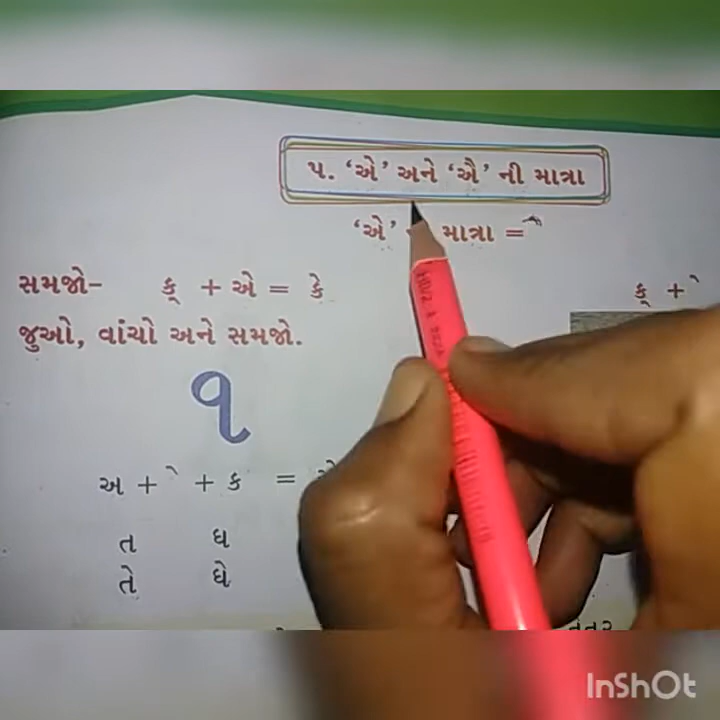 ૫. ‘એ’ અને ‘ઐ’ ની માત્રા
‘એ’ માત્રા = ે
સમજો- ક્ + એ = કે
ક્ + ે
જુઓ, વાંચો અને સમજો.
૧
અ + ે + ક =
ત ઘ
તે ઘે
InShOt